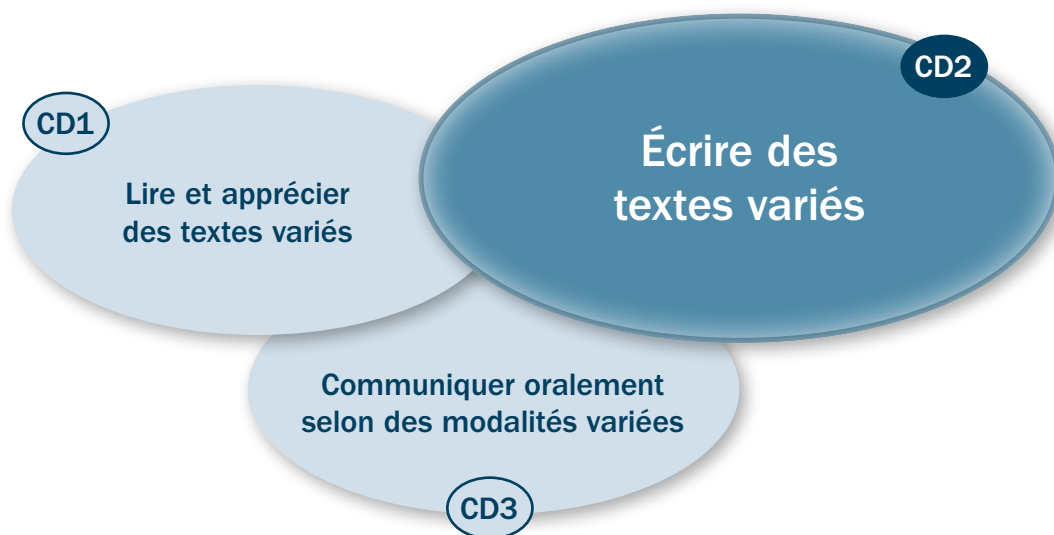 CD1
Lire et apprécier
des textes variés
CD2
Écrire des
textes variés
Communiquer oralement
selon des modalités variées
CD3